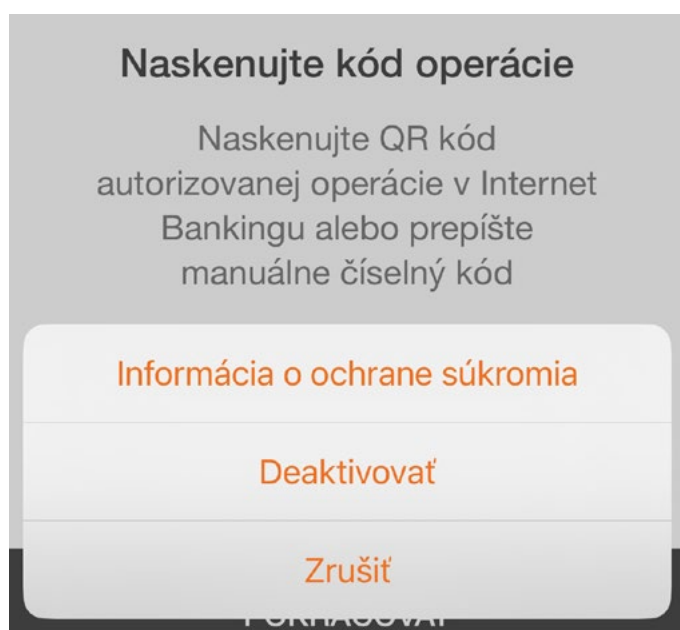 Naskenujte kód operácie
Naskenujte QR kód
autorizovanej operácie v Internet
Bankingu alebo prepíšte
manuálne číselný kód
Informácia o ochrane súkromia
Deaktivovať
Zrušiť